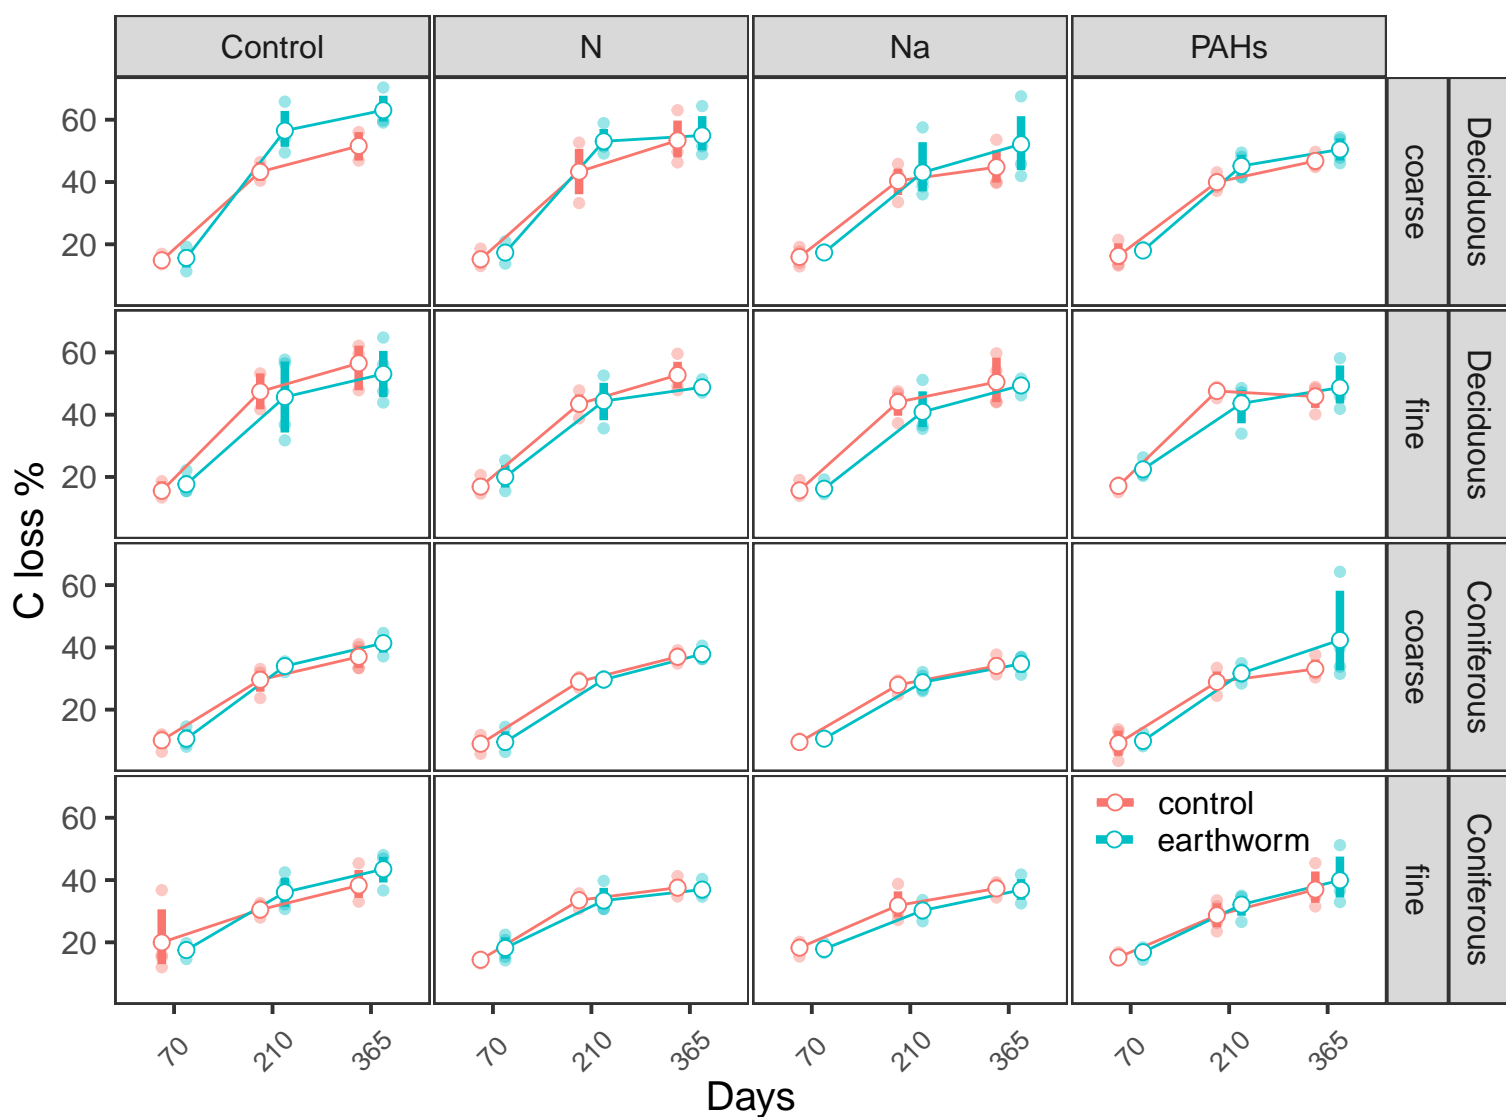 Control N Na PAHs
60
40
20
Deciduous
coarse
60
40
20
Deciduous
fine
60
40
20
Coniferous
coarse
60
40
20
Coniferous
fine
control
earthworm
C loss %
70 210 365 70 210 365 70 210 365 70 210 365
Days